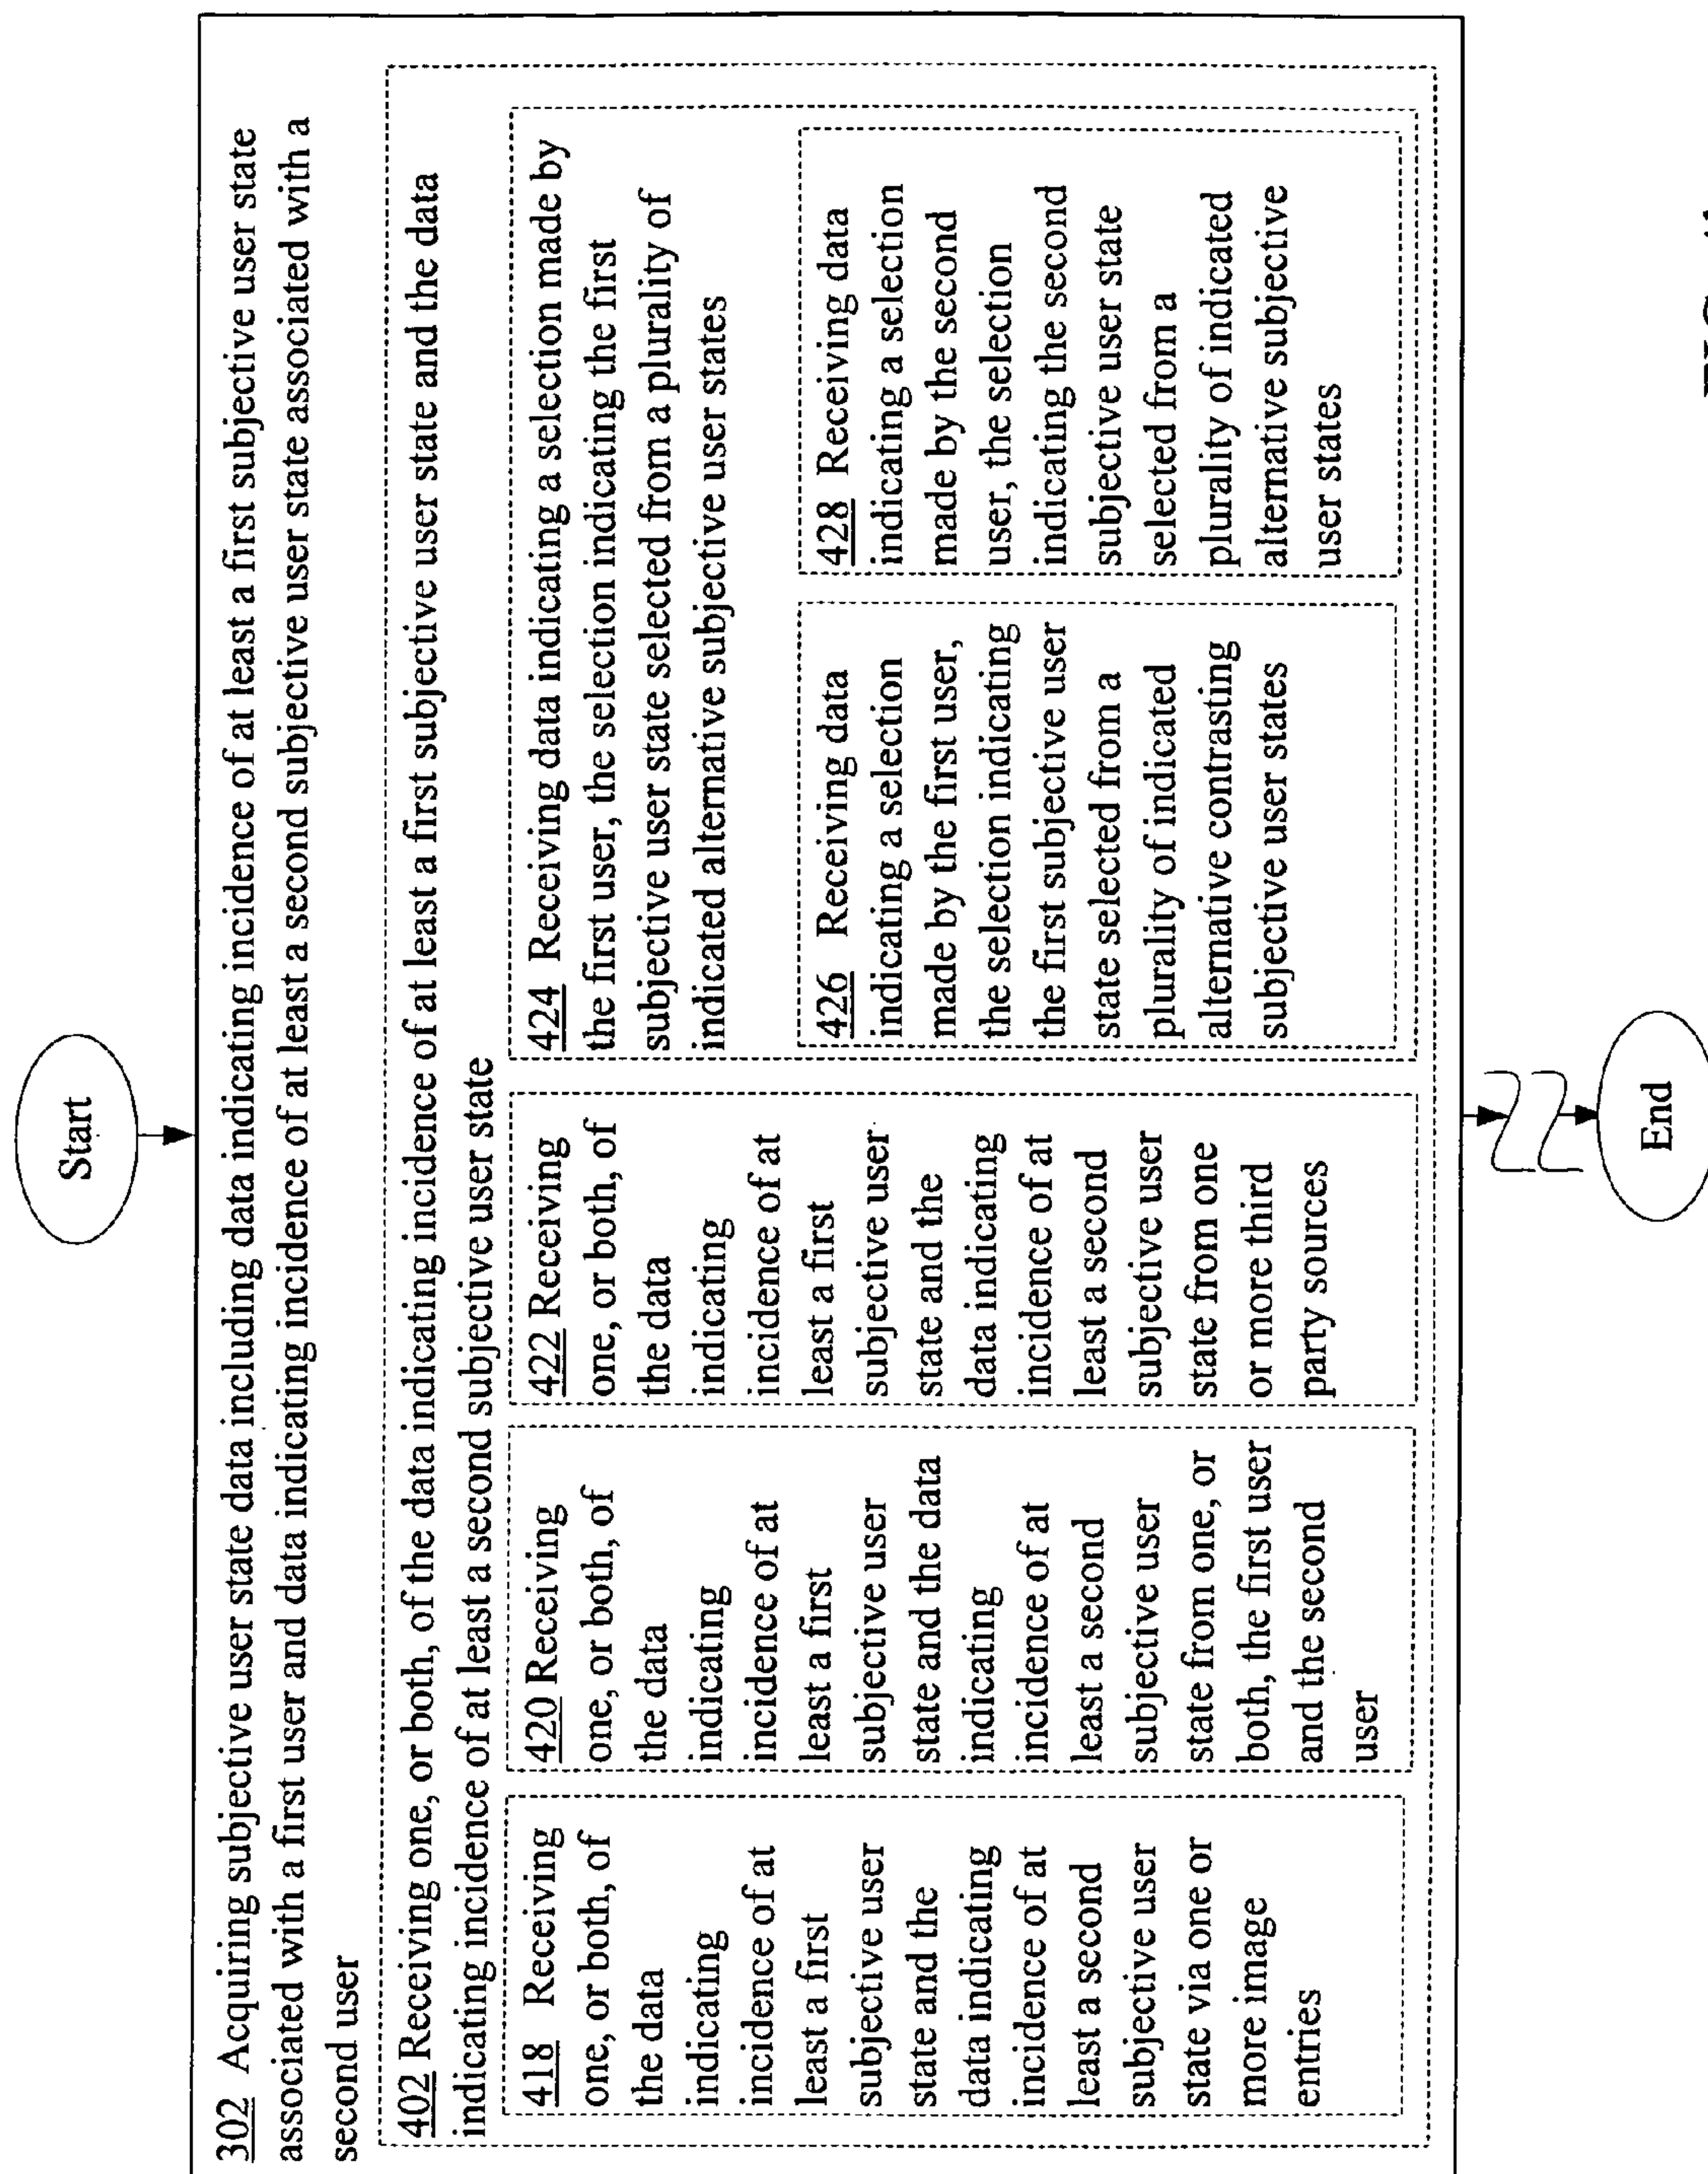 Start
302 Acquiring subjective user state data including data indicating incidence of at least a first subjective user state
associated with a first user and data indicating incidence of at least a second subjective user state associated with a
second user
402 Receiving one, or both, of the data indicating incidence of at least a first subjective user state and the data
indicating incidence of at least a second subjective user state
418 Receiving
one, or both, of
the data
indicating
incidence of at
least a first
subjective user
state and the
data indicating
incidence of at
least a second
subjective user
state via one or
more image
entries
420 Receiving
one, or both, of
the data
indicating
incidence of at
least a first
subjective user
state and the data
indicating
incidence of at
least a second
subjective user
state from one, or
both, the first user
and the second
user
422 Receiving
one, or both, of
the data
indicating
incidence of at
least a first
subjective user
state and the
data indicating
incidence of at
least a second
subjective user
state from one
or more third
party sources
424 Receiving data indicating a selection made by
the first user, the selection indicating the first
subjective user state selected from a plurality of
indicated alternative subjective user states
426 Receiving data
indicating a selection
made by the first user,
the selection indicating
the first subjective user
state selected from a
plurality of indicated
alternative contrasting
subjective user states
428 Receiving data
indicating a selection
made by the second
user, the selection
indicating the second
subjective user state
selected from a
plurality of indicated
alternative subjective
user states
End